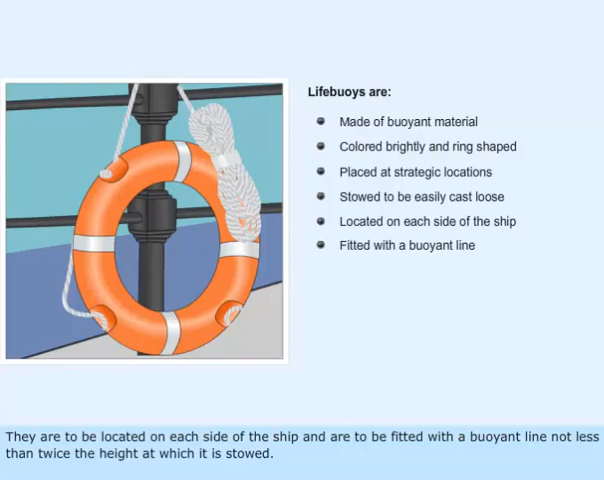 Lifebuoys are:
Made of buoyant material
Colored brightly and ring shaped
Placed at strategic locations
Stowed to be easily cast loose
Located on each side of the ship
Fitted with a buoyant line
They are to be located on each side of the ship and are to be fitted with a buoyant line not less
than twice the height at which it is stowed.